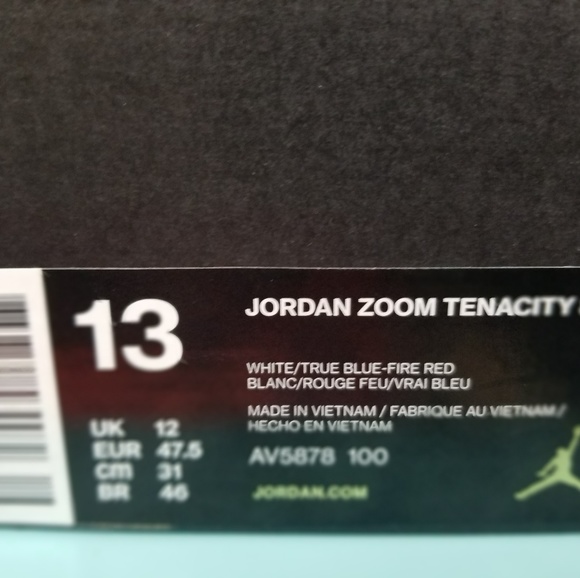 13
JORDAN ZOOM TENACITY
WHITE/TRUE BLUE-FIRE RED
BLANC/ROUGE FEU/VRAI BLEU
MADE IN VIETNAM / FABRIQUE AU VIETNAM /
HECHO EN VIETNAM
UK 12
EUR 47.5
cm 31
BR 46
AV5878 100
JORDAN.COM